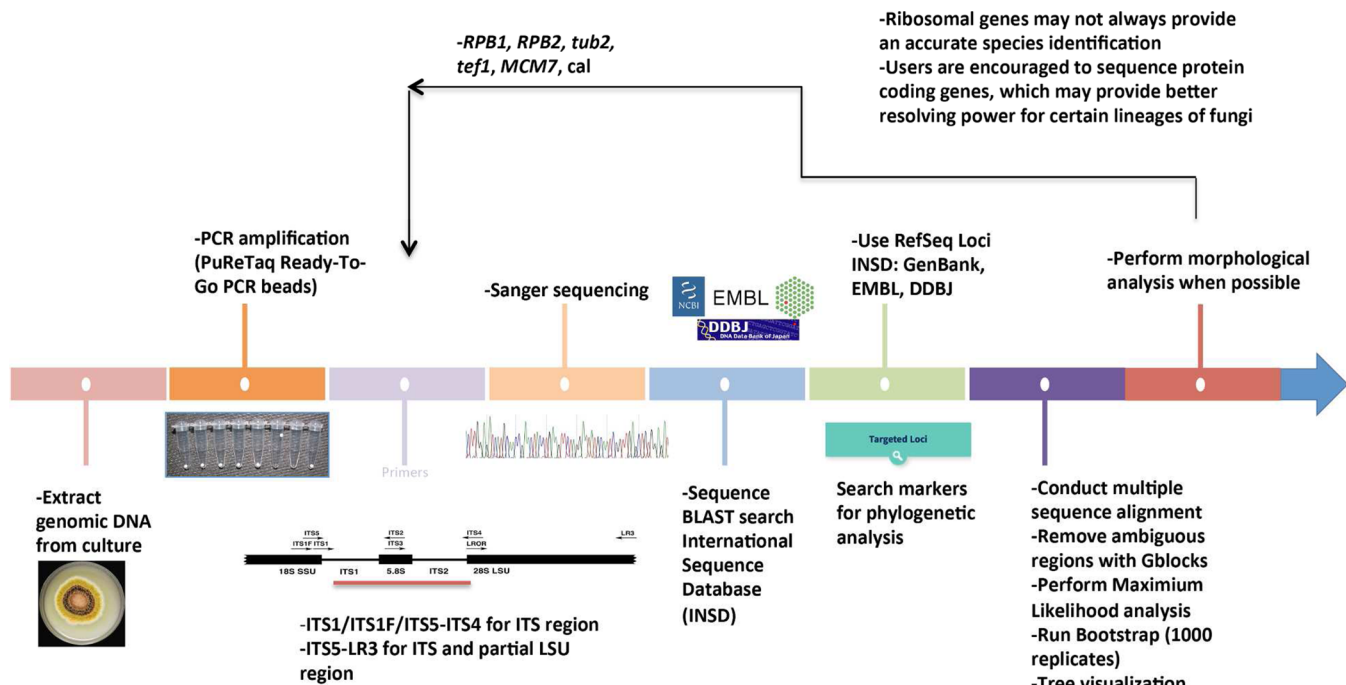 -RPB1, RPB2, tub2,
tef1, MCM7, cal
-Ribosomal genes may not always provide
an accurate species identification
-Users are encouraged to sequence protein
coding genes, which may provide better
resolving power for certain lineages of fungi
-PCR amplification
(PuReTaq Ready-To-
Go PCR beads)
-Sanger sequencing
NCBI
EMBL
DDBJ
DNA Data Bank of Japan
-Use RefSeq Loci
INSD: GenBank,
EMBL, DDBJ
-Perform morphological
analysis when possible
-Extract
genomic DNA
from culture
Primers
ITS5
ITS1F ITS1
ITS2
ITS3
ITS4
LROR
LR3
18S SSU
ITS1
5.8S
ITS2
28S LSU
-ITS1/ITS1F/ITS5-ITS4 for ITS region
-ITS5-LR3 for ITS and partial LSU
region
-Sequence
BLAST search
International
Sequence
Database
(INSD)
Targeted Loci
Search markers
for phylogenetic
analysis
-Conduct multiple
sequence alignment
-Remove ambiguous
regions with Gblocks
-Perform Maximium
Likelihood analysis
-Run Bootstrap (1000
replicates)
-Tree visualization